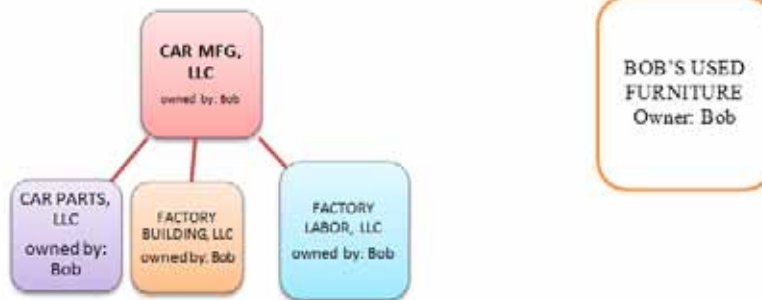 CAR MFG,
LLC
owned by: Bob
BOB'S USED
FURNITURE
Owner: Bob
CAR PARTS,
LLC
owned by:
Bob
FACTORY
BUILDING, LLC
owned by: Bob
FACTORY
LABOR, LLC
owned by: Bob